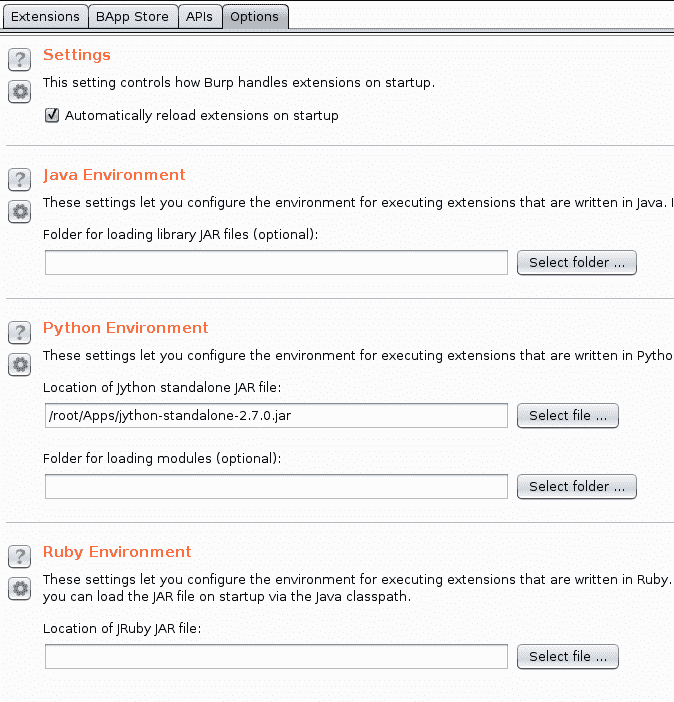 Extensions BApp Store APIs Options
Settings
This setting controls how Burp handles extensions on startup.
Automatically reload extensions on startup
Java Environment
These settings let you configure the environment for executing extensions that are written in Java.
Folder for loading library JAR files (optional):
Select folder ...
Python Environment
These settings let you configure the environment for executing extensions that are written in Pytho
Location of Jython standalone JAR file:
/root/Apps/jython-standalone-2.7.0.jar Select file ...
Folder for loading modules (optional):
Select folder ...
Ruby Environment
These settings let you configure the environment for executing extensions that are written in Ruby.
you can load the JAR file on startup via the Java classpath.
Location of JRuby JAR file:
Select file ...